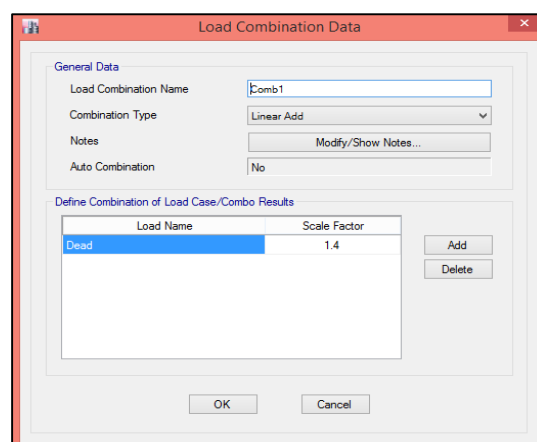 Load Combination Data
General Data
Load Combination Name
Comb1
Combination Type
Linear Add
Notes
Modify/Show Notes...
Auto Combination
No
Define Combination of Load Case/Combo Results
Load Name Scale Factor
Dead 1.4
Add
Delete
OK Cancel